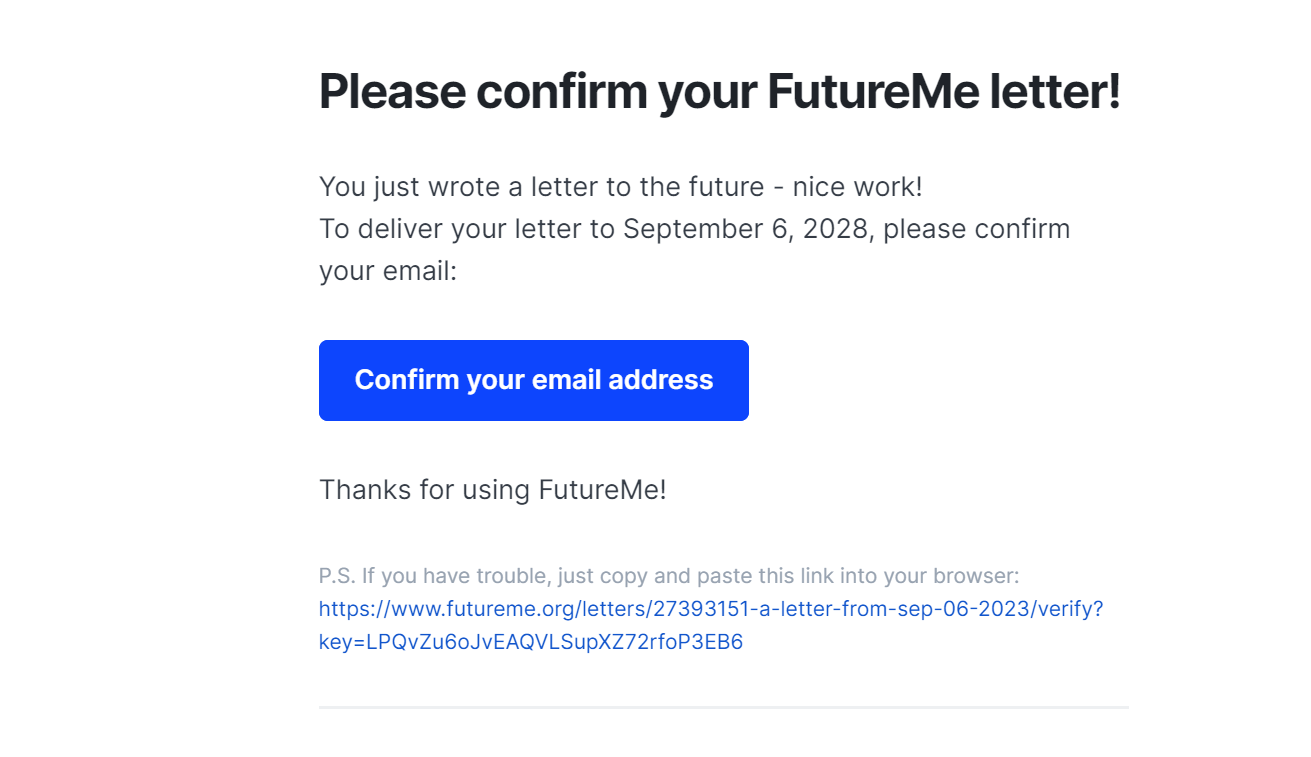 Please confirm your FutureMe letter!
You just wrote a letter to the future - nice work!
To deliver your letter to September 6, 2028, please confirm
your email:
Confirm your email address
Thanks for using FutureMe!
P.S. If you have trouble, just copy and paste this link into your browser:
https://www.futureme.org/letters/27393151-a-letter-from-sep-06-2023/verify?
key=LPQvZu6oJvEAQVLSupXZ72rfoP3EB6